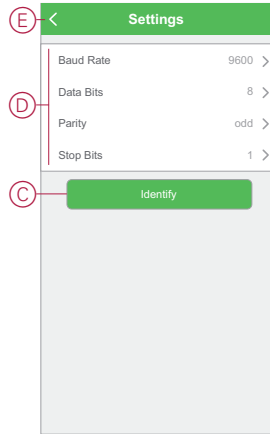 E
Settings
Baud Rate 9600
D
Data Bits 8
Parity odd
Stop Bits 1
C
Identify